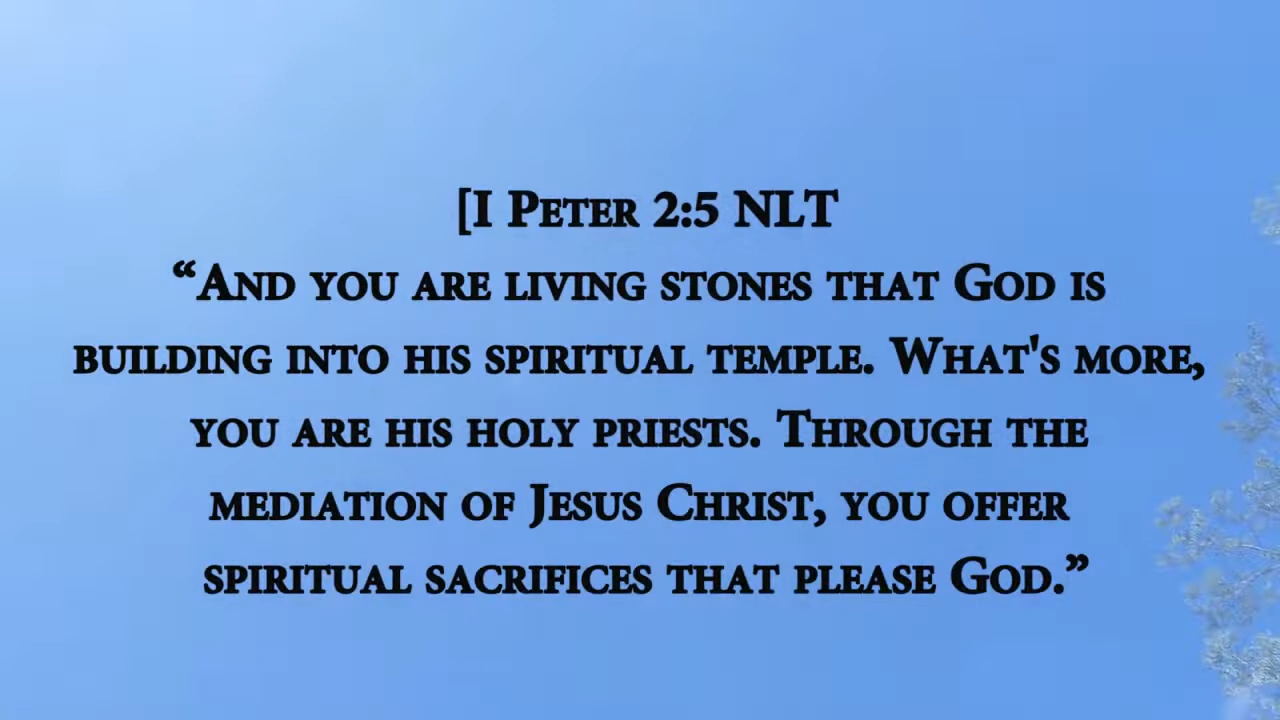 [I Peter 2:5 NLT
“And you are living stones that God is
building into his spiritual temple. What's more,
you are his holy priests. Through the
mediation of Jesus Christ, you offer
spiritual sacrifices that please God.”